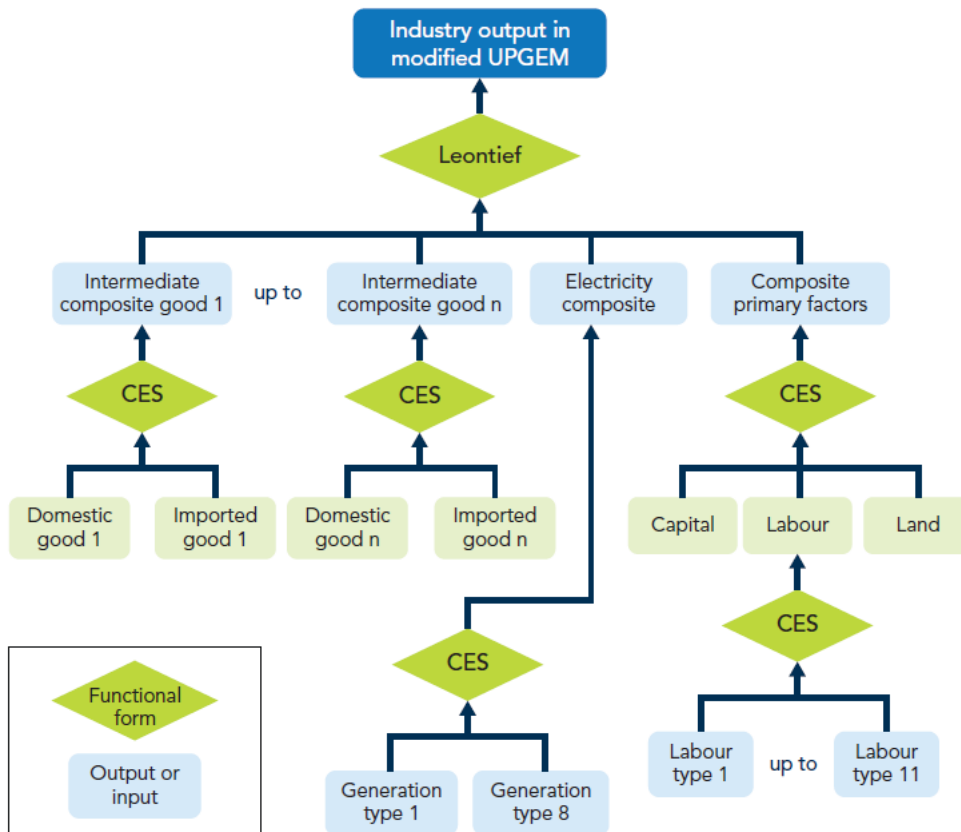 Industry output in
modified UPGEM
Leontief
Intermediate
composite good 1
up to
Intermediate
composite good n
Electricity
composite
Composite
primary factors
CES
CES
CES
Domestic
good 1
Imported
good 1
Domestic
good n
Imported
good n
Capital
Labour
Land
CES
CES
Functional
form
Output or
input
Generation
type 1
Generation
type 8
Labour
type 1
up to
Labour
type 11